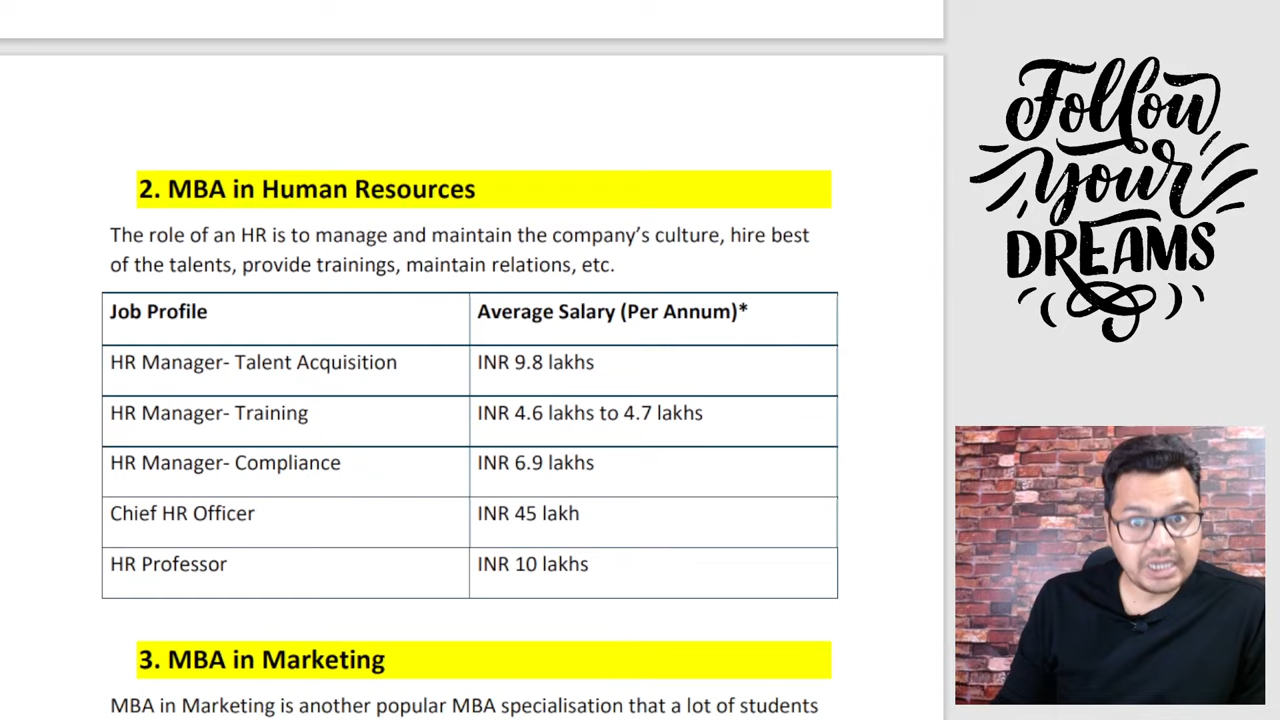 2. MBA in Human Resources
The role of an HR is to manage and maintain the company’s culture, hire best
of the talents, provide trainings, maintain relations, etc.
Job Profile Average Salary (Per Annum)*
HR Manager- Talent Acquisition INR 9.8 lakhs
HR Manager- Training INR 4.6 lakhs to 4.7 lakhs
HR Manager- Compliance INR 6.9 lakhs
Chief HR Officer INR 45 lakh
HR Professor INR 10 lakhs
3. MBA in Marketing
MBA in Marketing is another popular MBA specialisation that a lot of students
Follow
Your
DREAMS